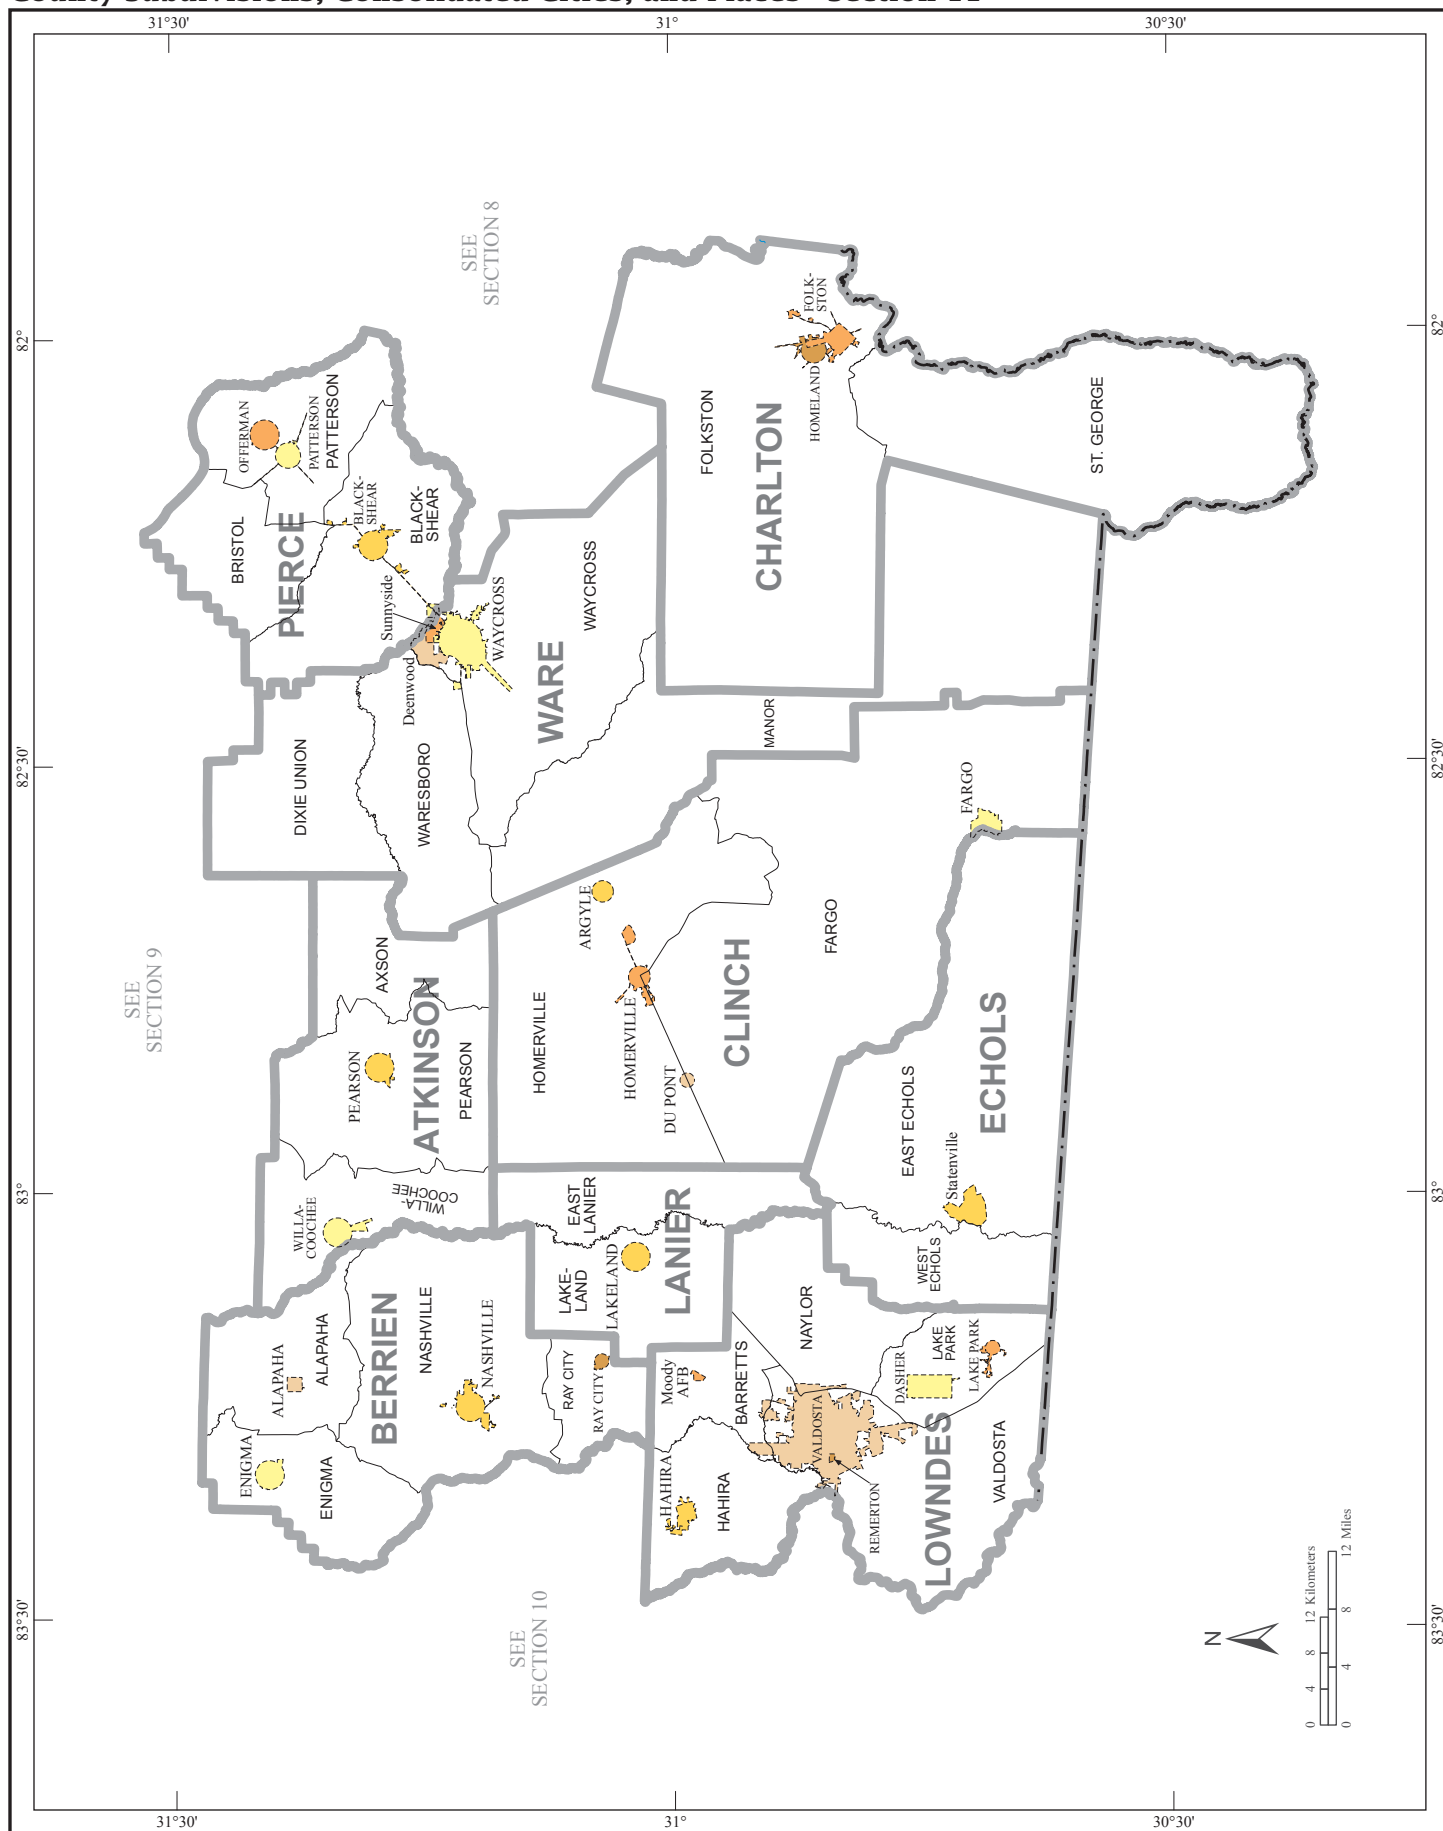 County Subdivisions, Consolidated Cities, and Places—Section 11
31°30'
31°
30°30'
82°
82°30'
83°
83°30'
82°
82°30'
83°
83°30'
31°30'
31°
30°30'
SEE
SECTION 8
SEE
SECTION 9
SEE
SECTION 10
PIERCE
BRISTOL
OFFERMAN
PATTERSON
PATTERSON
BLACK-
SHEAR
BLACK-
SHEAR
Sunnyside
WARE
Deenwood
WAYCROSS
WAYCROSS
DIXIE UNION
WARESBORO
MANOR
CHARLTON
FOLKSTON
FOLK-
STON
HOMELAND
ST. GEORGE
ATKINSON
AXSON
PEARSON
PEARSON
WILLA-
COOCHEE
WILLA-
COOCHEE
CLINCH
ARGYLE
HOMERVILLE
HOMERVILLE
DU PONT
FARGO
FARGO
ECHOLS
EAST ECHOLS
Statenville
WEST
ECHOLS
LANIER
EAST
LANIER
LAKE-
LAND
LAKELAND
BERRIEN
ALAPAHA
ALAPAHA
NASHVILLE
NASHVILLE
ENIGMA
ENIGMA
RAY CITY
RAY CITY
LOWNDES
Moody
AFB
BARRETTS
NAYLOR
HAHIRA
HAHIRA
VALDOSTA
REMERTON
DASHER
LAKE
PARK
LAKE PARK
VALDOSTA
N
0 4 8 12 Kilometers
0 4 8 12 Miles